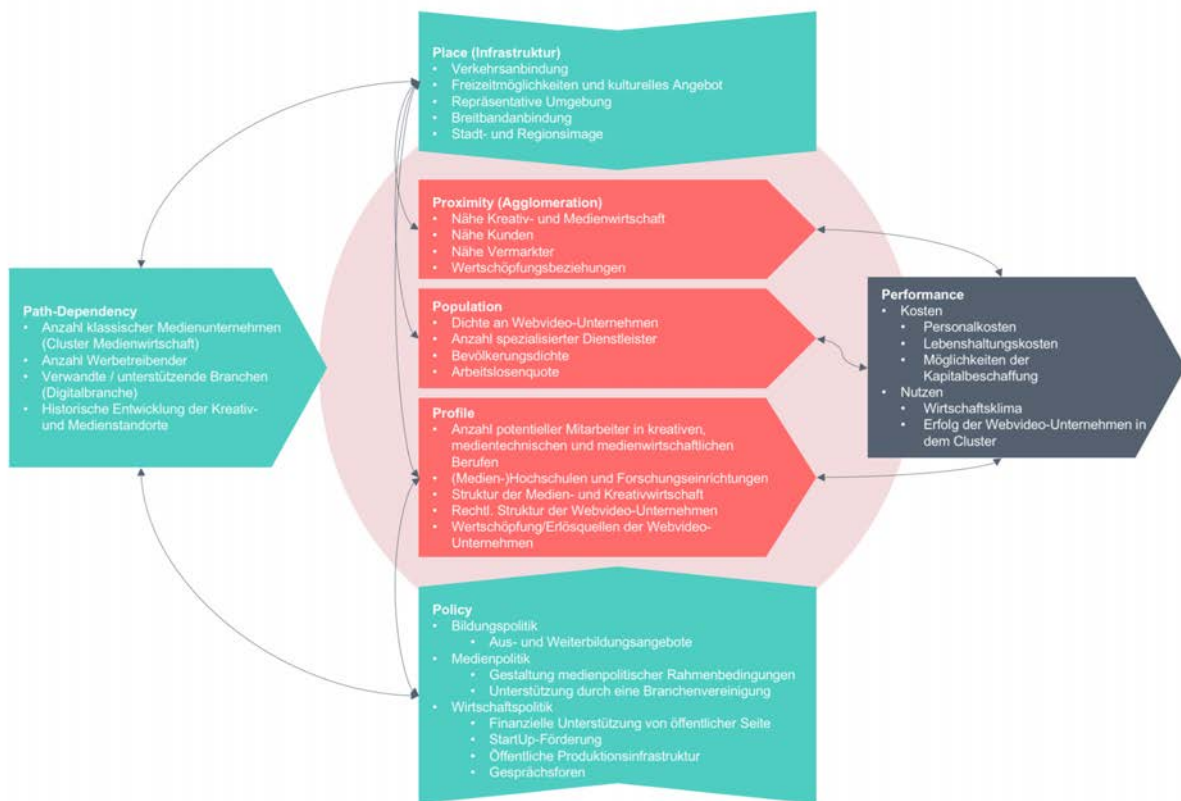 Place (Infrastruktur)
• Verkehrsanbindung
• Freizeitmöglichkeiten und kulturelles Angebot
• Repräsentative Umgebung
• Breitbandanbindung
• Stadt- und Regionsimage
Proximity (Agglomeration)
• Nähe Kreativ- und Medienwirtschaft
• Nähe Kunden
• Nähe Vermarkter
• Wertschöpfungsbeziehungen
Path-Dependency
• Anzahl klassischer Medienunternehmen
(Cluster Medienwirtschaft)
• Anzahl Werbetreibender
• Verwandte / unterstützende Branchen
(Digitalbranche)
• Historische Entwicklung der Kreativ-
und Medienstandorte
Population
• Dichte an Webvideo-Unternehmen
• Anzahl spezialisierter Dienstleister
• Bevölkerungsdichte
• Arbeitslosenquote
Performance
• Kosten
• Personalkosten
• Lebenshaltungskosten
• Möglichkeiten der
Kapitalbeschaffung
• Nutzen
• Wirtschaftsklima
• Erfolg der Webvideo-Unternehmen in
dem Cluster
Profile
• Anzahl potentieller Mitarbeiter in kreativen,
medientechnischen und medienwirtschaftlichen
Berufen
• (Medien-)Hochschulen und Forschungseinrichtungen
• Struktur der Medien- und Kreativwirtschaft
• Rechtl. Struktur der Webvideo-Unternehmen
• Wertschöpfung/Erlösquellen der Webvideo-
Unternehmen
Policy
• Bildungspolitik
• Aus- und Weiterbildungsangebote
• Medienpolitik
• Gestaltung medienpolitischer Rahmenbedingungen
• Unterstützung durch eine Branchenvereinigung
• Wirtschaftspolitik
• Finanzielle Unterstützung von öffentlicher Seite
• StartUp-Förderung
• Öffentliche Produktionsinfrastruktur
• Gesprächsforen